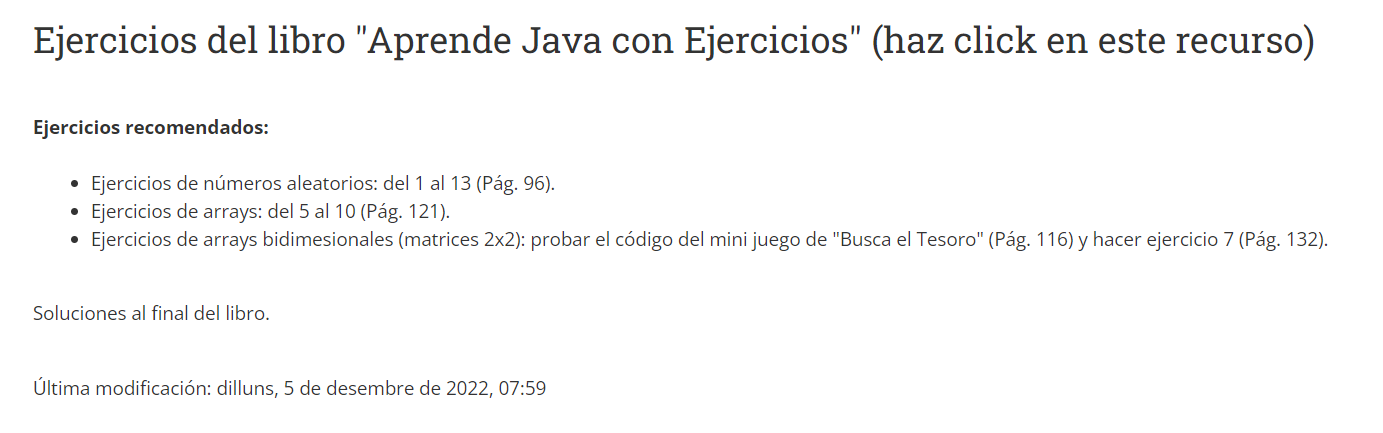 Ejercicios del libro "Aprende Java con Ejercicios" (haz click en este recurso)
Ejercicios recomendados:
• Ejercicios de números aleatorios: del 1 al 13 (Pág. 96).
• Ejercicios de arrays: del 5 al 10 (Pág. 121).
• Ejercicios de arrays bidimesionales (matrices 2x2): probar el código del mini juego de "Busca el Tesoro" (Pág. 116) y hacer ejercicio 7 (Pág. 132).
Soluciones al final del libro.
Última modificación: dilluns, 5 de desembre de 2022, 07:59